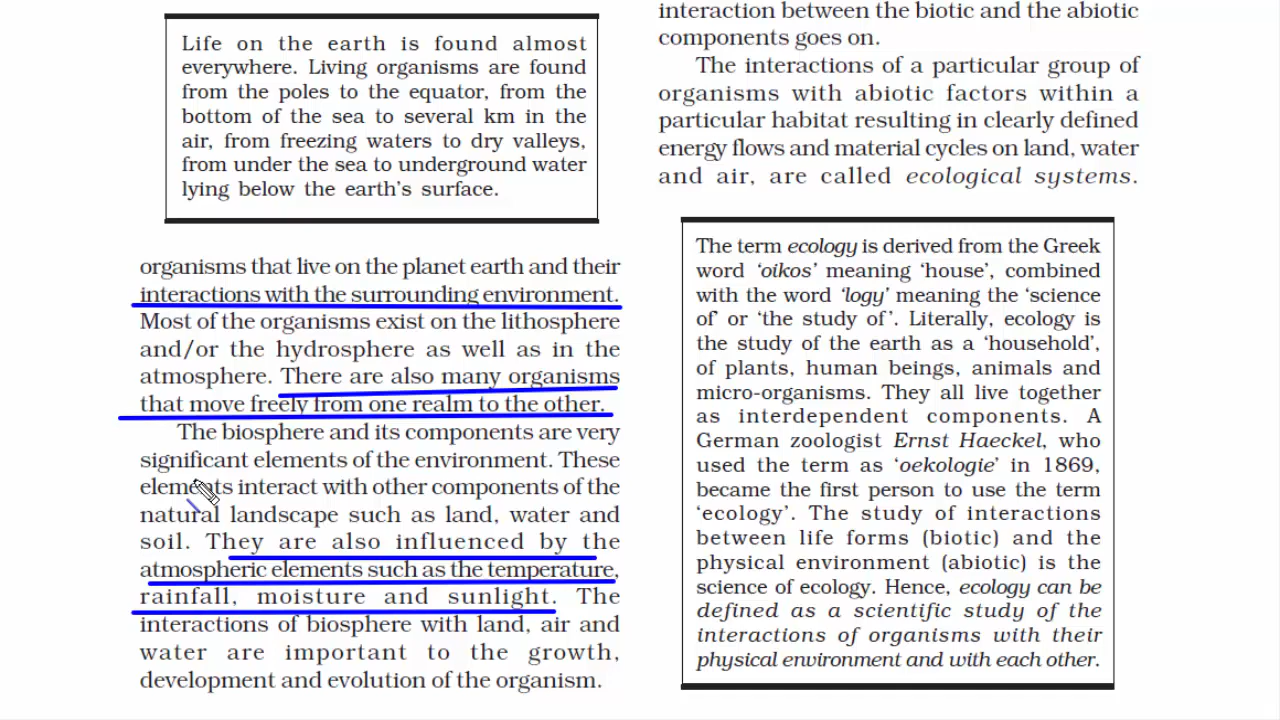 Life on the earth is found almost
everywhere. Living organisms are found
from the poles to the equator, from the
bottom of the sea to several km in the
air, from freezing waters to dry valleys,
from under the sea to underground water
lying below the earth's surface.
organisms that live on the planet earth and their
interactions with the surrounding environment.
Most of the organisms exist on the lithosphere
and/or the hydrosphere as well as in the
atmosphere. There are also many organisms
that move freely from one realm to the other.
The biosphere and its components are very
significant elements of the environment. These
elements interact with other components of the
natural landscape such as land, water and
soil. They are also influenced by the
atmospheric elements such as the temperature,
rainfall, moisture and sunlight. The
interactions of biosphere with land, air and
water are important to the growth,
development and evolution of the organism.
interaction between the biotic and the abiotic
components goes on.
The interactions of a particular group of
organisms with abiotic factors within a
particular habitat resulting in clearly defined
energy flows and material cycles on land, water
and air, are called ecological systems.
The term ecology is derived from the Greek
word ‘oikos’ meaning ‘house’, combined
with the word ‘logy’ meaning the ‘science
of’ or ‘the study of’. Literally, ecology is
the study of the earth as a ‘household’,
of plants, human beings, animals and
micro-organisms. They all live together
as interdependent components. A
German zoologist Ernst Haeckel, who
used the term as ‘oekologie’ in 1869,
became the first person to use the term
‘ecology’. The study of interactions
between life forms (biotic) and the
physical environment (abiotic) is the
science of ecology. Hence, ecology can be
defined as a scientific study of the
interactions of organisms with their
physical environment and with each other.